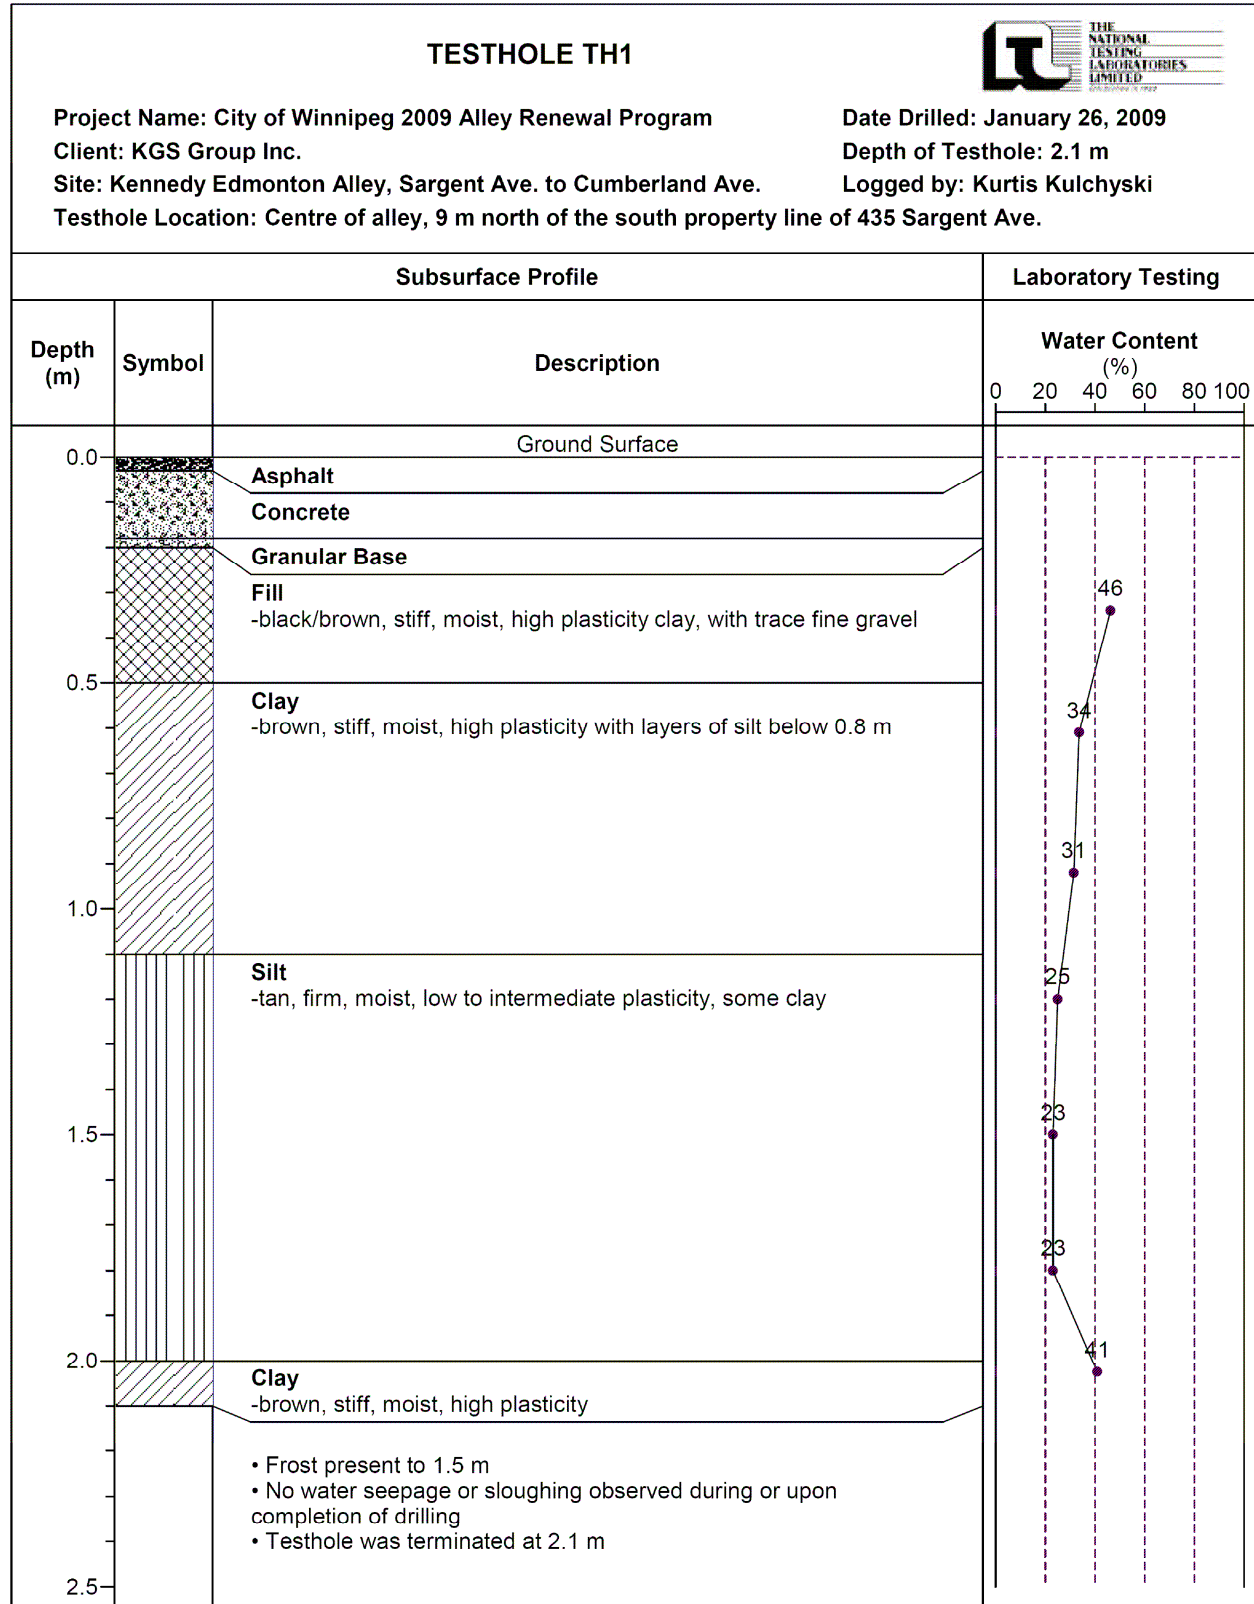 TESTHOLE TH1
THE
NATIONAL
TESTING
LABORATORIES
LIMITED
Project Name: City of Winnipeg 2009 Alley Renewal Program
Date Drilled: January 26, 2009
Client: KGS Group Inc.
Depth of Testhole: 2.1 m
Site: Kennedy Edmonton Alley, Sargent Ave. to Cumberland Ave.
Logged by: Kurtis Kulchyski
Testhole Location: Centre of alley, 9 m north of the south property line of 435 Sargent Ave.
Subsurface Profile
Laboratory Testing
Depth
(m)
Symbol
Description
Water Content
(%)
0 20 40 60 80 100
Ground Surface
0.0
Asphalt
Concrete
Granular Base
Fill
-black/brown, stiff, moist, high plasticity clay, with trace fine gravel
46
0.5
Clay
-brown, stiff, moist, high plasticity with layers of silt below 0.8 m
34
31
1.0
Silt
-tan, firm, moist, low to intermediate plasticity, some clay
25
23
1.5
23
2.0
Clay
-brown, stiff, moist, high plasticity
41
• Frost present to 1.5 m
• No water seepage or sloughing observed during or upon
completion of drilling
• Testhole was terminated at 2.1 m
2.5